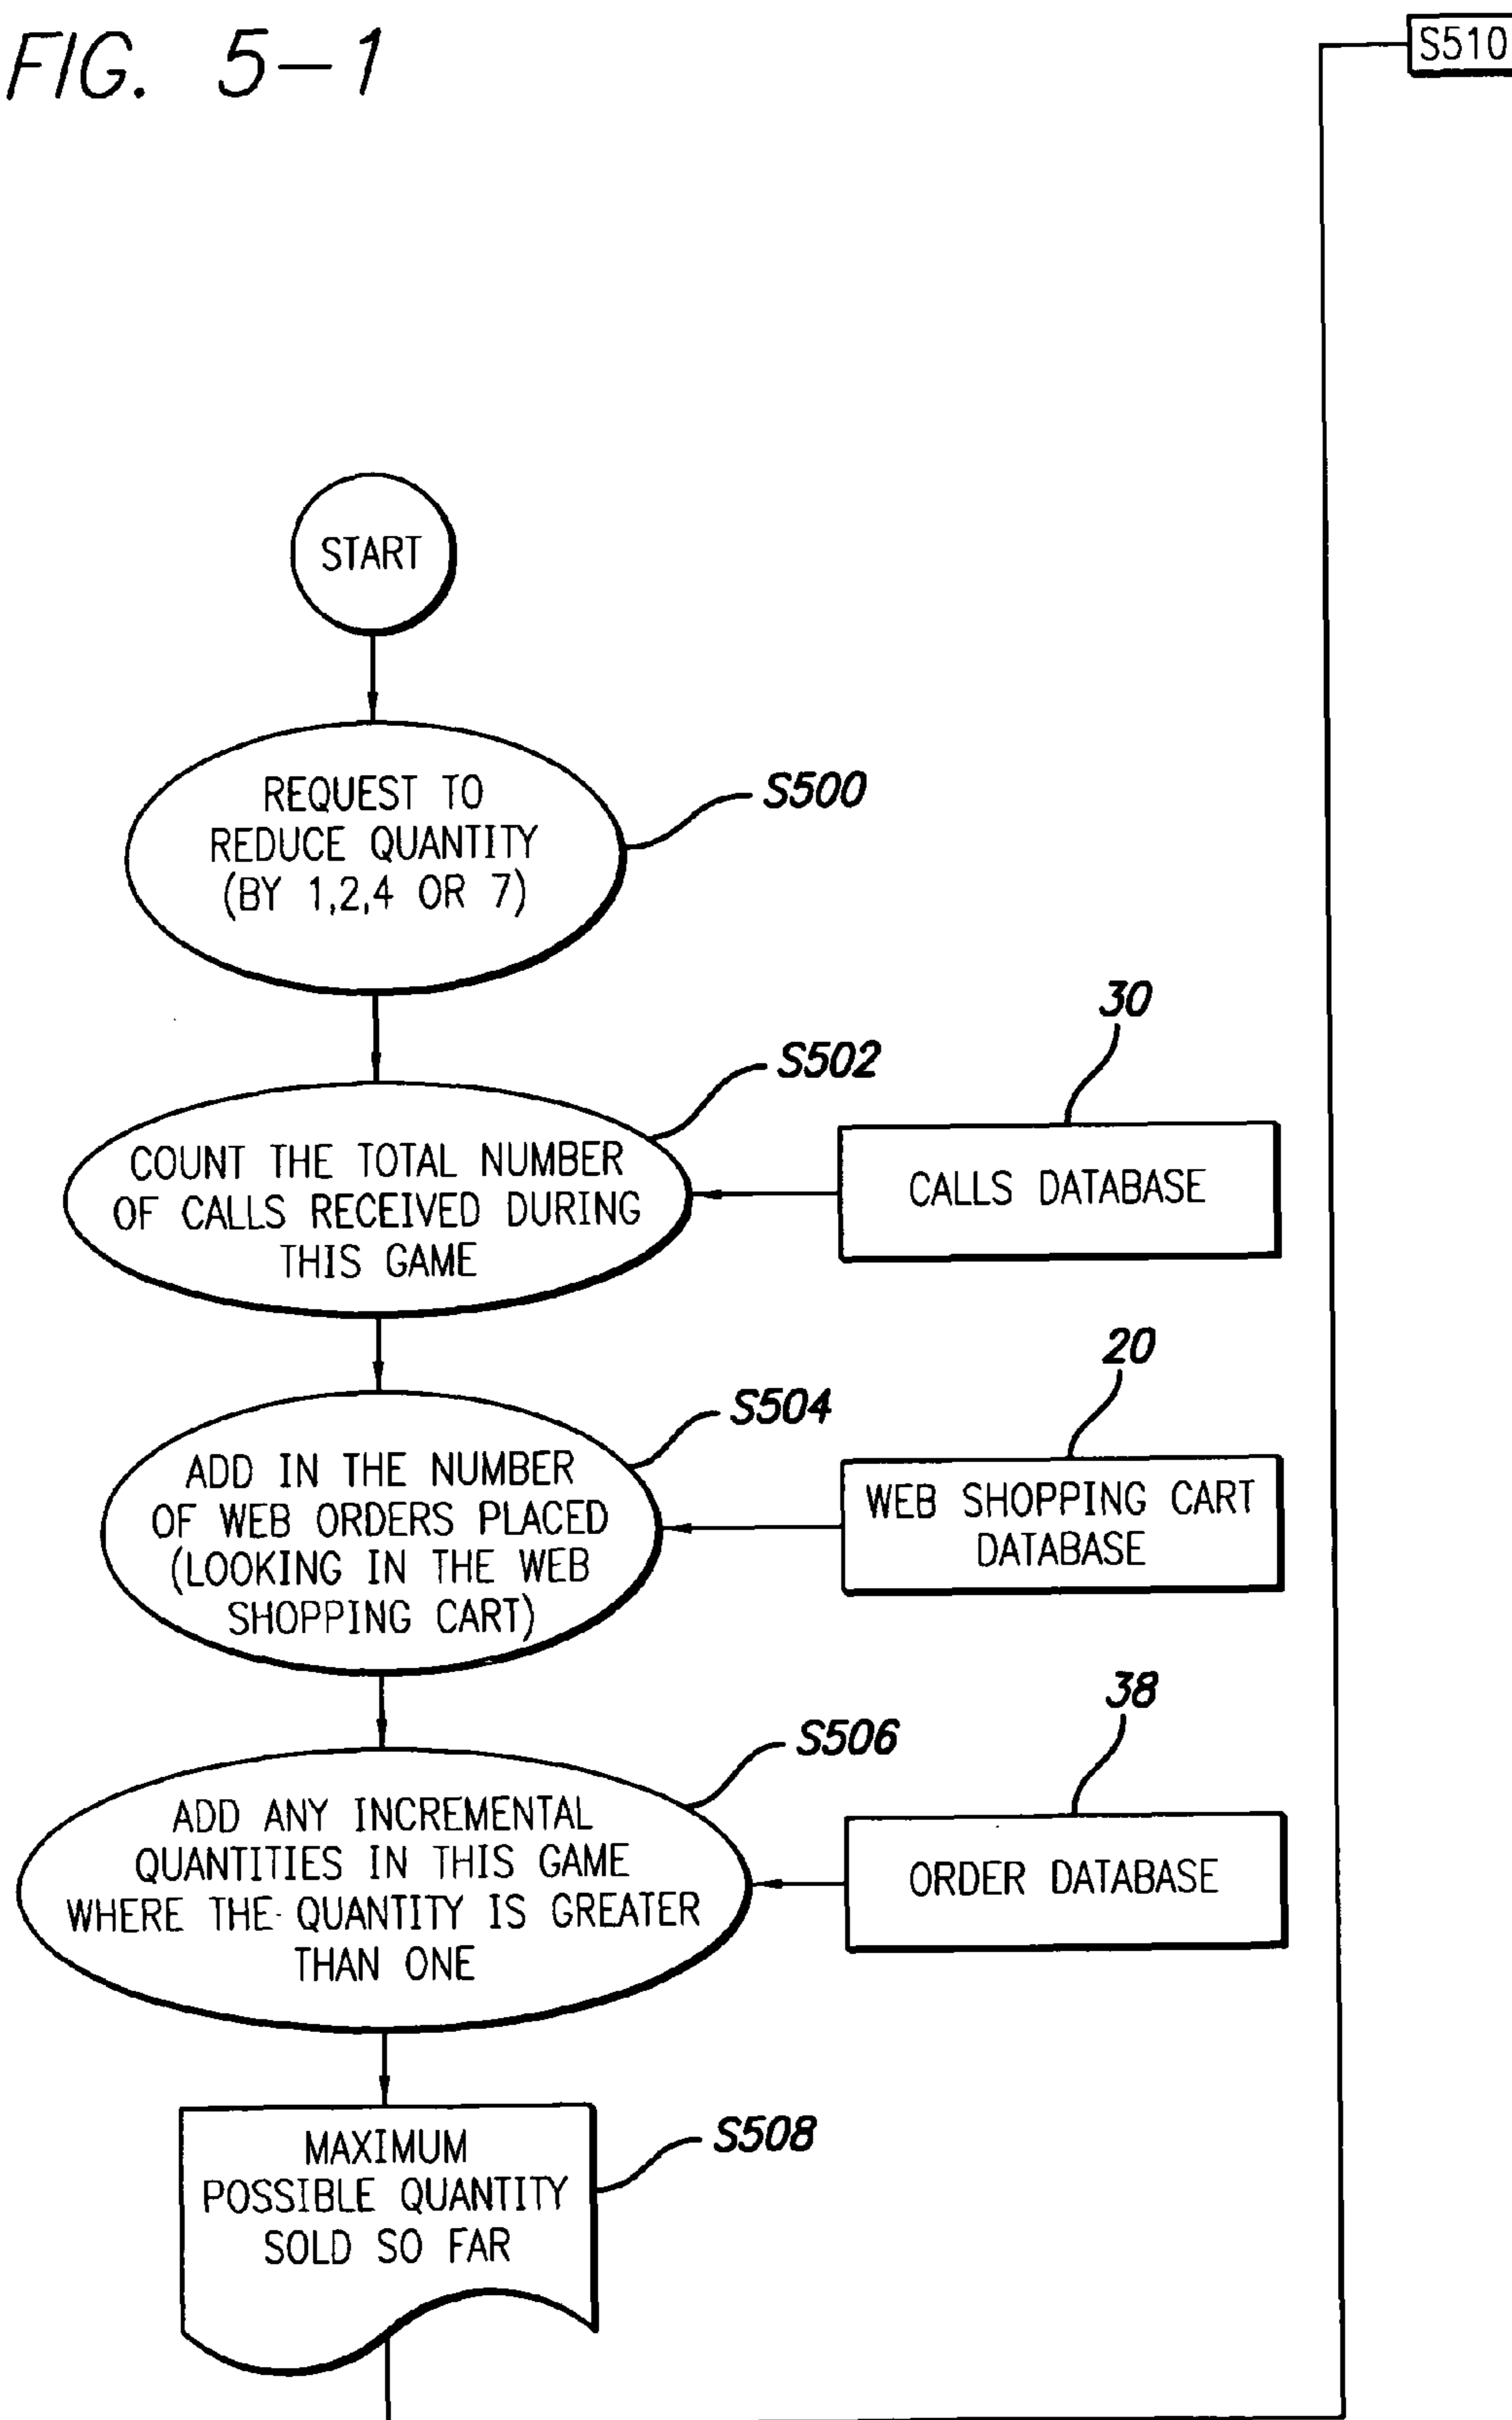 FIG. 5-1
S510
START
REQUEST TO
REDUCE QUANTITY
(BY 1,2,4 OR 7)
S500
30
S502
COUNT THE TOTAL NUMBER
OF CALLS RECEIVED DURING
THIS GAME
CALLS DATABASE
20
S504
ADD IN THE NUMBER
OF WEB ORDERS PLACED
(LOOKING IN THE WEB
SHOPPING CART)
WEB SHOPPING CART
DATABASE
38
S506
ADD ANY INCREMENTAL
QUANTITIES IN THIS GAME
WHERE THE QUANTITY IS GREATER
THAN ONE
ORDER DATABASE
S508
MAXIMUM
POSSIBLE QUANTITY
SOLD SO FAR